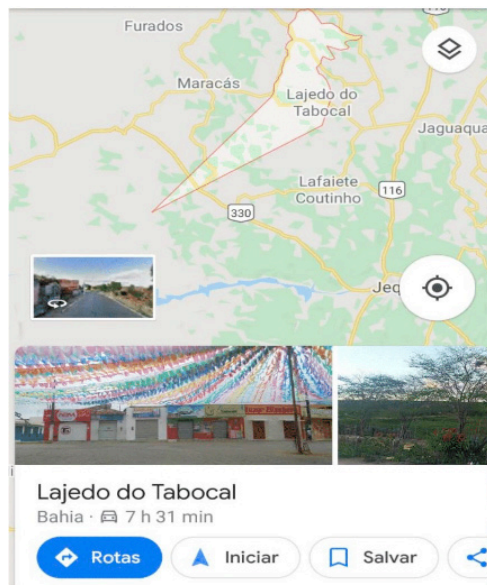 Furados
Maracás
Lajedo do
Tabocal
Jaguaqua
Lafaiete
Coutinho
116
330
Jeq
Lajedo do Tabocal
Bahia · 7 h 31 min
Rotas
Iniciar
Salvar